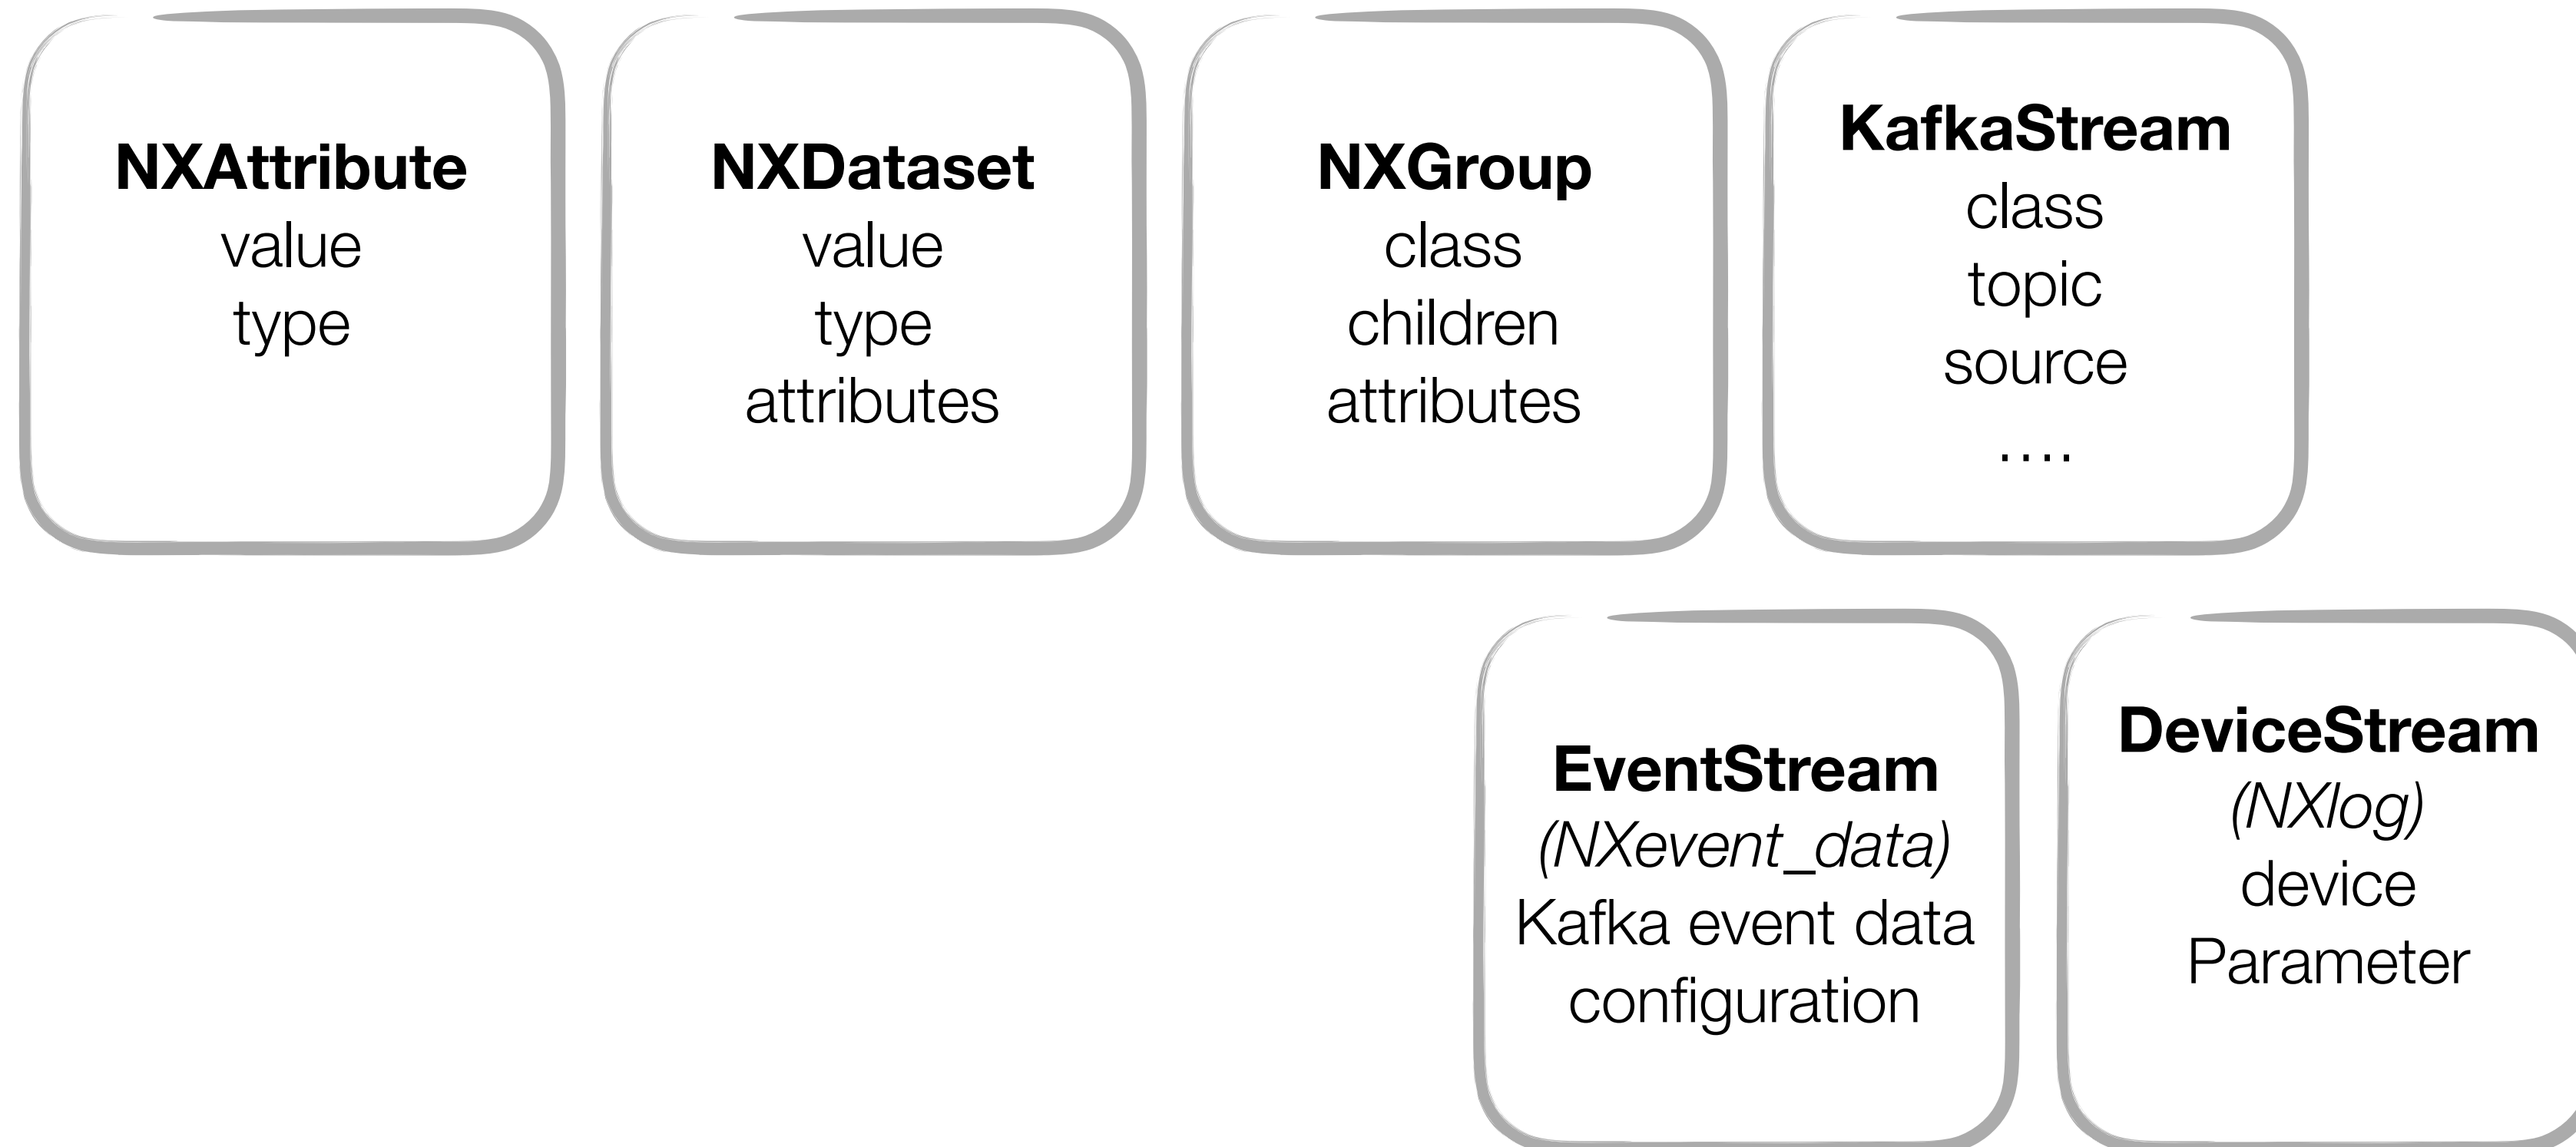 NXAttribute
value
type
NXDataset
value
type
attributes
NXGroup
class
children
attributes
KafkaStream
class
topic
source
....
EventStream
(NXevent_data)
Kafka event data
configuration
DeviceStream
(NXlog)
device
Parameter